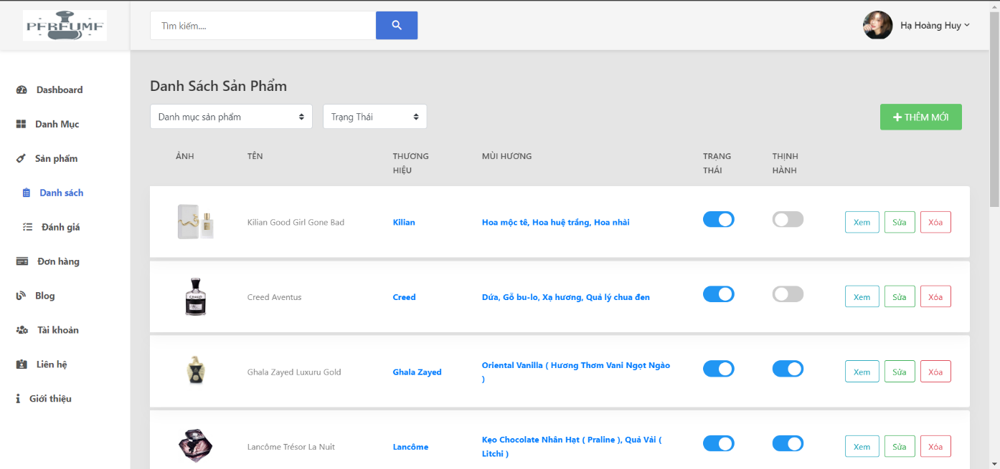 PERFUME
Tìm kiếm....
Hạ Hoàng Huy
Dashboard
Danh Mục
Sản phẩm
Danh sách
Đánh giá
Đơn hàng
Blog
Tài khoản
Liên hệ
Giới thiệu
Danh Sách Sản Phẩm
Danh mục sản phẩm
Trạng Thái
THÊM MỚI
ẢNH
TÊN
THƯƠNG
HIỆU
MÙI HƯƠNG
TRẠNG
THÁI
THỊNH
HÀNH
Kilian Good Girl Gone Bad
Kilian
Hoa mộc tê, Hoa huệ trắng, Hoa nhài
Xem
Sửa
Xóa
CREED
Creed Aventus
Creed
Dứa, Gỗ bu-lo, Xạ hương, Quả lý chua đen
Xem
Sửa
Xóa
Ghala Zayed Luxuru Gold
Ghala Zayed
Oriental Vanilla ( Hương Thơm Vani Ngọt Ngào
)
Xem
Sửa
Xóa
Lancôme Trésor La Nuit
Lancôme
Kẹo Chocolate Nhân Hạt ( Praline ), Quả Vải (
Litchi )
Xem
Sửa
Xóa